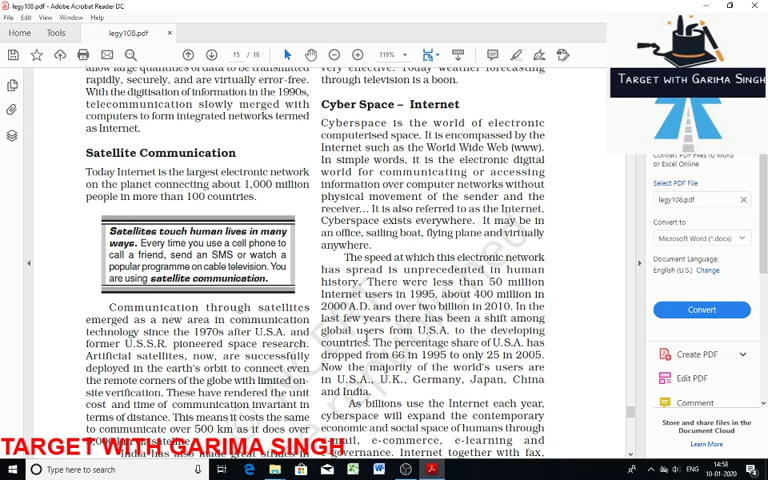 legy108.pdf - Adobe Acrobat Reader DC
File Edit View Window Help
Home Tools legy108.pdf ×
15 / 16 119%
allow large quantities of data to be transmitted
rapidly, securely, and are virtually error-free.
With the digitisation of information in the 1990s,
telecommunication slowly merged with
computers to form integrated networks termed
as Internet.
Satellite Communication
Today Internet is the largest electronic network
on the planet connecting about 1,000 million
people in more than 100 countries.
Satellites touch human lives in many
ways. Every time you use a cell phone to
call a friend, send an SMS or watch a
popular programme on cable television. You
are using satellite communication.
Communication through satellites
emerged as a new area in communication
technology since the 1970s after U.S.A. and
former U.S.S.R. pioneered space research.
Artificial satellites, now, are successfully
deployed in the earth's orbit to connect even
the remote corners of the globe with limited on-
site verification. These have rendered the unit
cost and time of communication invariant in
terms of distance. This means it costs the same
to communicate over 500 km as it does over
km via satellite.
India has also made great strides in
very effective. Today weather forecasting
through television is a boon.
Cyber Space – Internet
Cyberspace is the world of electronic
computerised space. It is encompassed by the
Internet such as the World Wide Web (www).
In simple words, it is the electronic digital
world for communicating or accessing
information over computer networks without
physical movement of the sender and the
receiver... It is also referred to as the Internet.
Cyberspace exists everywhere. It may be in
an office, sailing boat, flying plane and virtually
anywhere.
The speed at which this electronic network
has spread is unprecedented in human
history. There were less than 50 million
Internet users in 1995, about 400 million in
2000 A.D. and over two billion in 2010. In the
last few years there has been a shift among
global users from U.S.A. to the developing
countries. The percentage share of U.S.A. has
dropped from 66 in 1995 to only 25 in 2005.
Now the majority of the world's users are
in U.S.A., U.K., Germany, Japan, China
and India.
As billions use the Internet each year,
cyberspace will expand the contemporary
economic and social space of humans through
e-mail, e-commerce, e-learning and
e-governance. Internet together with fax,
TARGET WITH GARIMA SINGH
Convert PDFs to Word
or Excel Online
Select PDF File
legy108.pdf ×
Convert to
Microsoft Word (*.docx)
Document Language:
English (U.S.) Change
Convert
Create PDF
Edit PDF
Comment
Store and share files in the
Document Cloud
Learn More
TARGET WITH GARIMA SINGH
Type here to search
ENG
14:58
10-01-2020